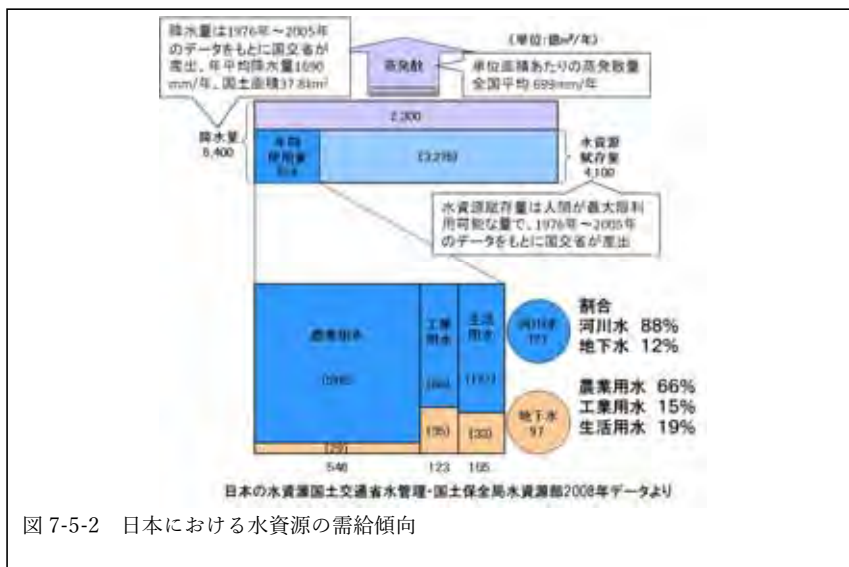 降水量は1976年～2005年
のデータをもとに国交省が
産出、年平均降水量1690
mm/年、国土面積37.8km²
(単位:億m³/年)
蒸発散
単位面積あたりの蒸発散量
全国平均 699mm/年
2,300
降水量
6,400
年間
使用量
(3,276)
水資源
賦存量
4,100
水資源賦存量は人間が最大限利
用可能な量で、1976年～2005年
のデータをもとに国交省が産出
農業用水
工業
用水
生活
用水
河川水
割合
河川水 88%
地下水 12%
農業用水 66%
工業用水 15%
生活用水 19%
地下水
97
(29)
(35)
(33)
546
123
日本の水資源国土交通省水管理・国土保全局水資源部2008年データより
図 7-5-2 日本における水資源の需給傾向